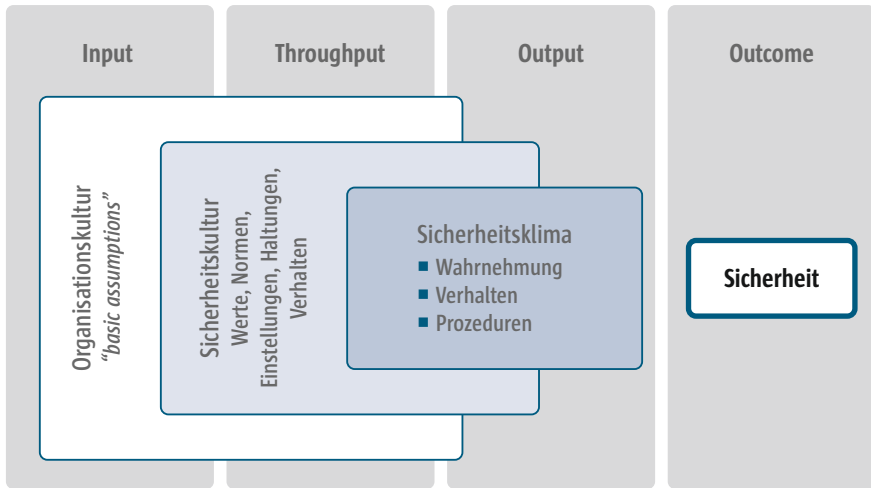 Input
Throughput
Output
Outcome
Organisationskultur
“basic assumptions”
Sicherheitskultur
Werte, Normen,
Einstellungen, Haltungen,
Verhalten
Sicherheitsklima
Wahrnehmung
Verhalten
Prozeduren
Sicherheit